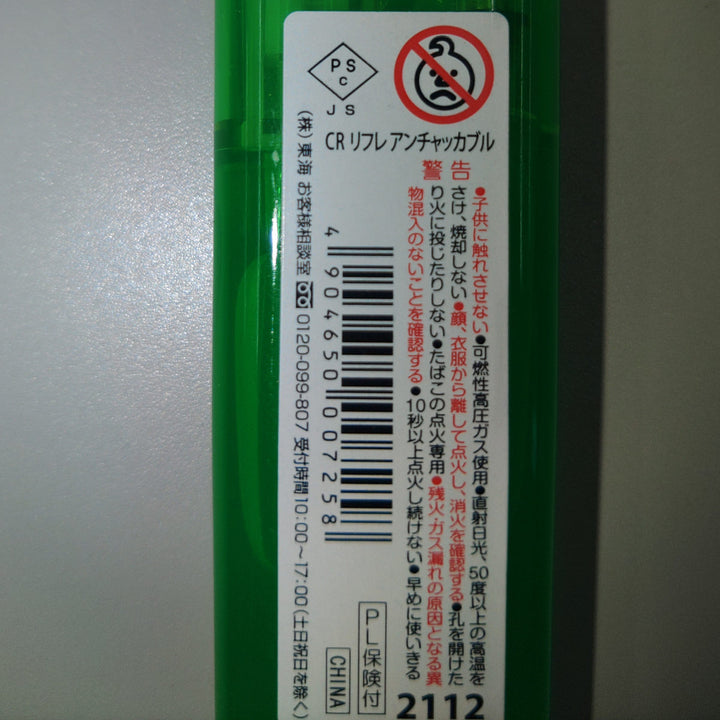 PS
C
JS
CR リフレ アンチャッカブル
警告
●子供に触れさせない●可燃性高圧ガス使用●直射日光、50度以上の高温を
さけ、焼却しない●顔、衣服から離して点火し、消火を確認する●孔を開けた
り火に投じたりしない●たばこの点火専用●残火・ガス漏れの原因となる異
物混入のないことを確認する●10秒以上点火し続けない●早めに使いきる
4 904650 007258
PL保険付
CHINA
2112
(株)東海 お客様相談室 0120-099-807 受付時間10:00～17:00(土日祝日を除く)